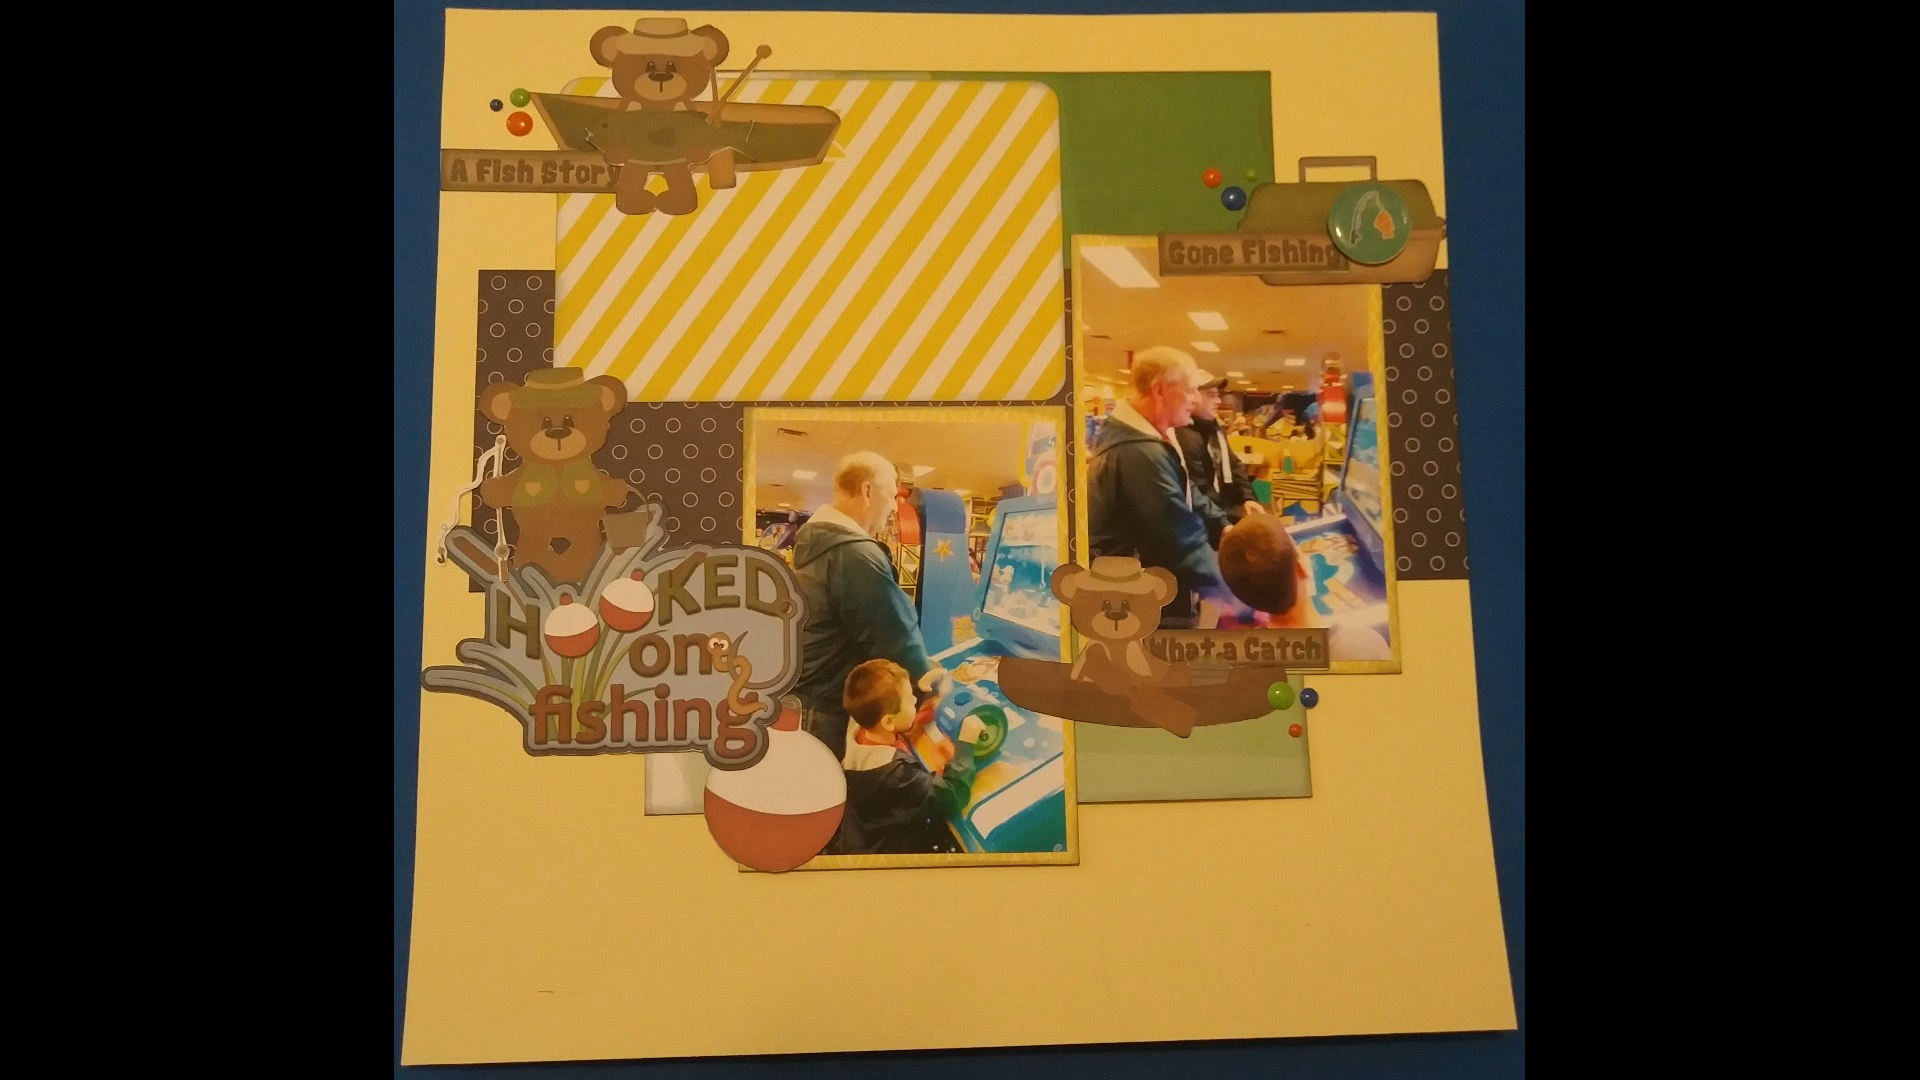 A Fish Story
Gone Fishing
HOOKED
on
fishing
What a Catch